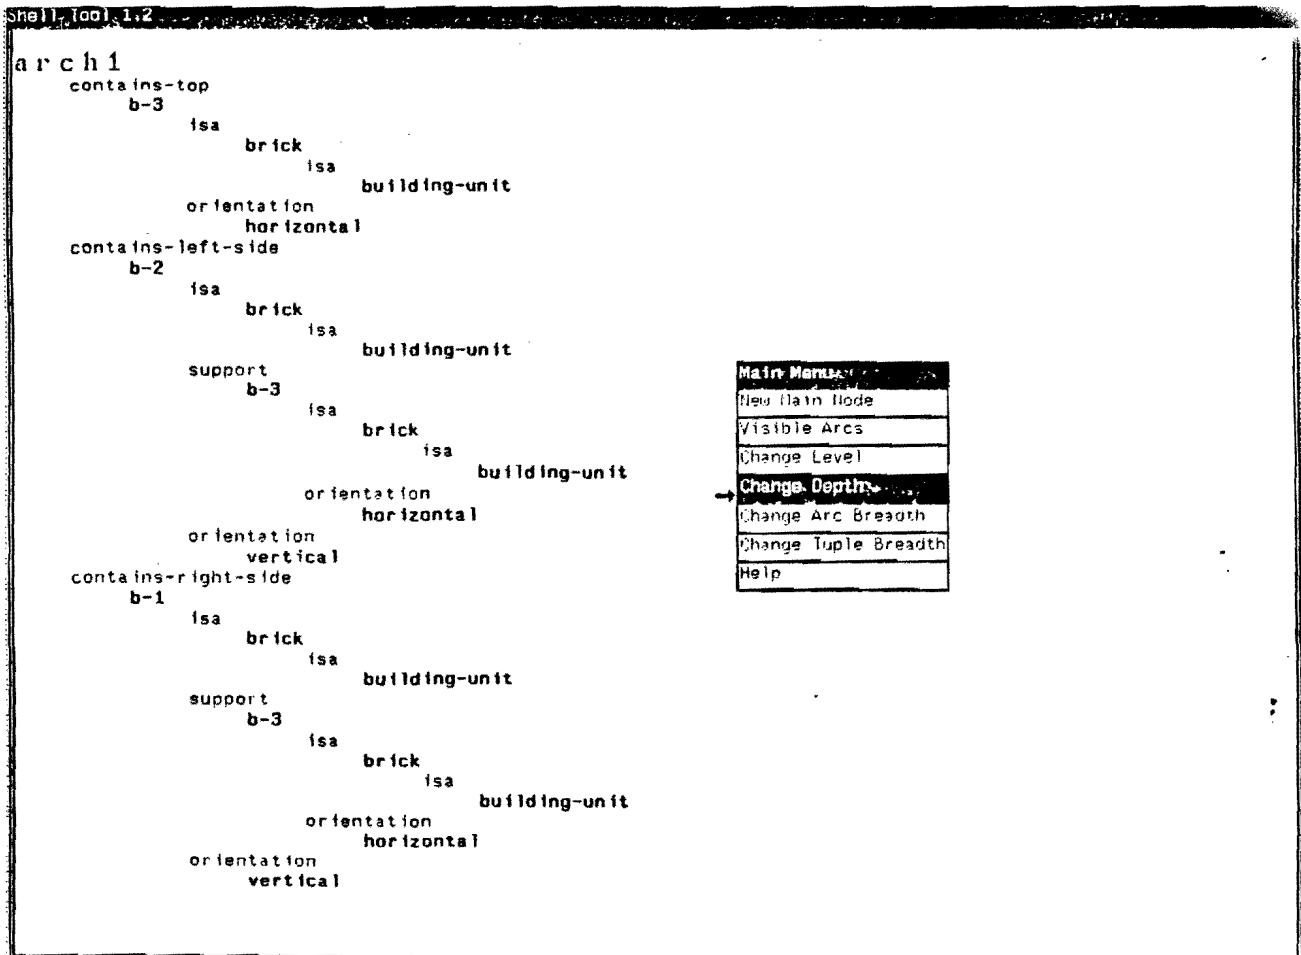 Shell Tool 1.2
arch1
contains-top
b-3
isa
brick
isa
building-unit
orientation
horizontal
contains-left-side
b-2
isa
brick
isa
building-unit
support
b-3
isa
brick
isa
building-unit
orientation
horizontal
orientation
vertical
contains-right-side
b-1
isa
brick
isa
building-unit
support
b-3
isa
brick
isa
building-unit
orientation
horizontal
orientation
vertical
Main Menu
New Main Node
Visible Arcs
Change Level
Change Depth
Change Arc Breadth
Change Tuple Breadth
Help